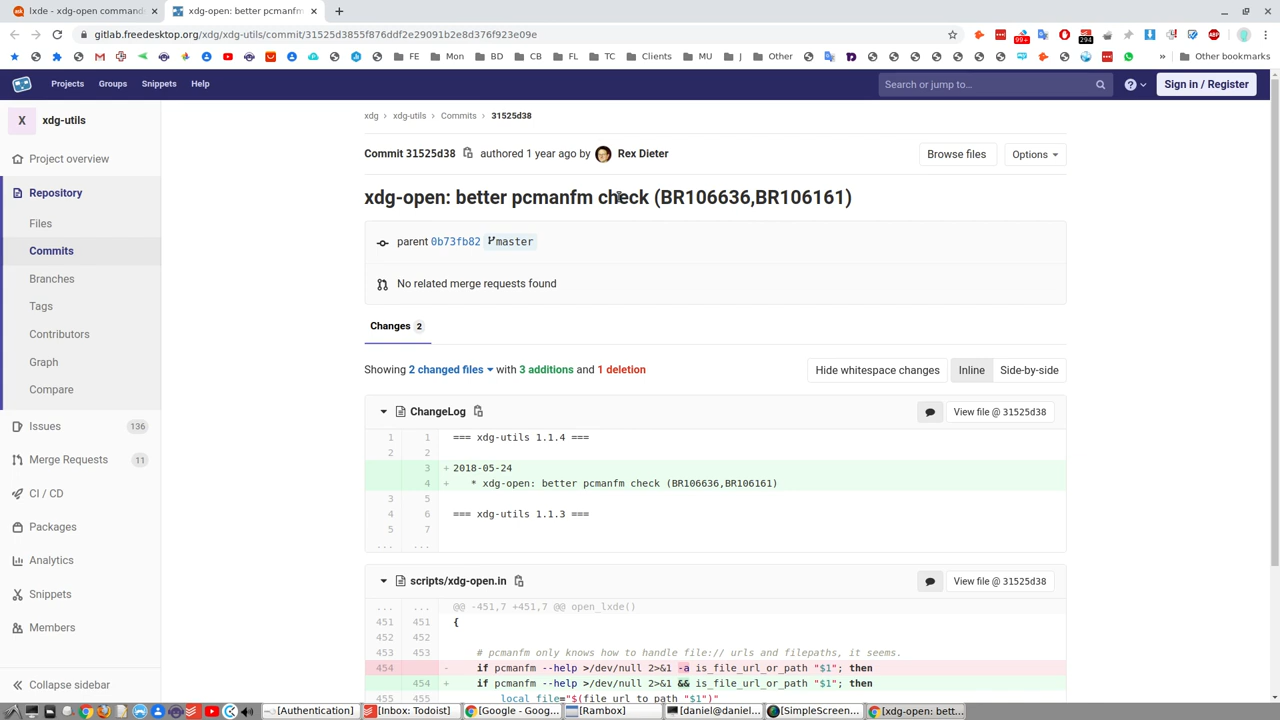 lxde - xdg-open command
xdg-open: better pcmanfm
gitlab.freedesktop.org/xdg/xdg-utils/commit/31525d3855f876ddf2e29091b2e8d376f923e09e
99+
294
ABP
FE
Mon
BD
CB
FL
TC
Clients
MU
J
Other
»
Other bookmarks
Projects
Groups
Snippets
Help
Search or jump to...
Sign in / Register
X
xdg-utils
Project overview
Repository
Files
Commits
Branches
Tags
Contributors
Graph
Compare
Issues
136
Merge Requests
11
CI / CD
Packages
Analytics
Snippets
Members
Collapse sidebar
xdg › xdg-utils › Commits › 31525d38
Commit 31525d38 authored 1 year ago by Rex Dieter
Browse files
Options
xdg-open: better pcmanfm check (BR106636,BR106161)
parent 0b73fb82 master
No related merge requests found
Changes 2
Showing 2 changed files with 3 additions and 1 deletion
Hide whitespace changes
Inline
Side-by-side
ChangeLog
View file @ 31525d38
1 1 === xdg-utils 1.1.4 ===
2 2
3 + 2018-05-24
4 + * xdg-open: better pcmanfm check (BR106636,BR106161)
3 5
4 6 === xdg-utils 1.1.3 ===
5 7
... ...
scripts/xdg-open.in
View file @ 31525d38
... ... @@ -451,7 +451,7 @@ open_lxde()
451 451 {
452 452
453 453 # pcmanfm only knows how to handle file:// urls and filepaths, it seems.
454 - if pcmanfm --help >/dev/null 2>&1 -a is_file_url_or_path "$1"; then
454 + if pcmanfm --help >/dev/null 2>&1 && is_file_url_or_path "$1"; then
455 455 local file="$(file_url_to_path "$1")"
[Authentication]
[Inbox: Todoist]
[Google - Goog...
[Rambox]
[daniel@daniel...
[SimpleScreen...
[xdg-open: bett...